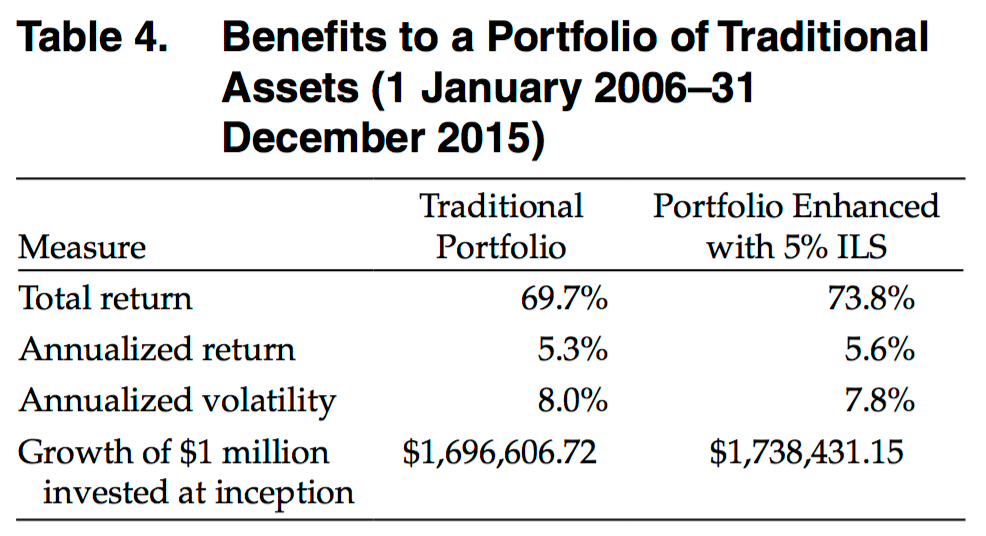 Table 4. Benefits to a Portfolio of Traditional
Assets (1 January 2006–31
December 2015)
Traditional Portfolio Enhanced
Measure Portfolio with 5% ILS
Total return 69.7% 73.8%
Annualized return 5.3% 5.6%
Annualized volatility 8.0% 7.8%
Growth of $1 million $1,696,606.72 $1,738,431.15
invested at inception